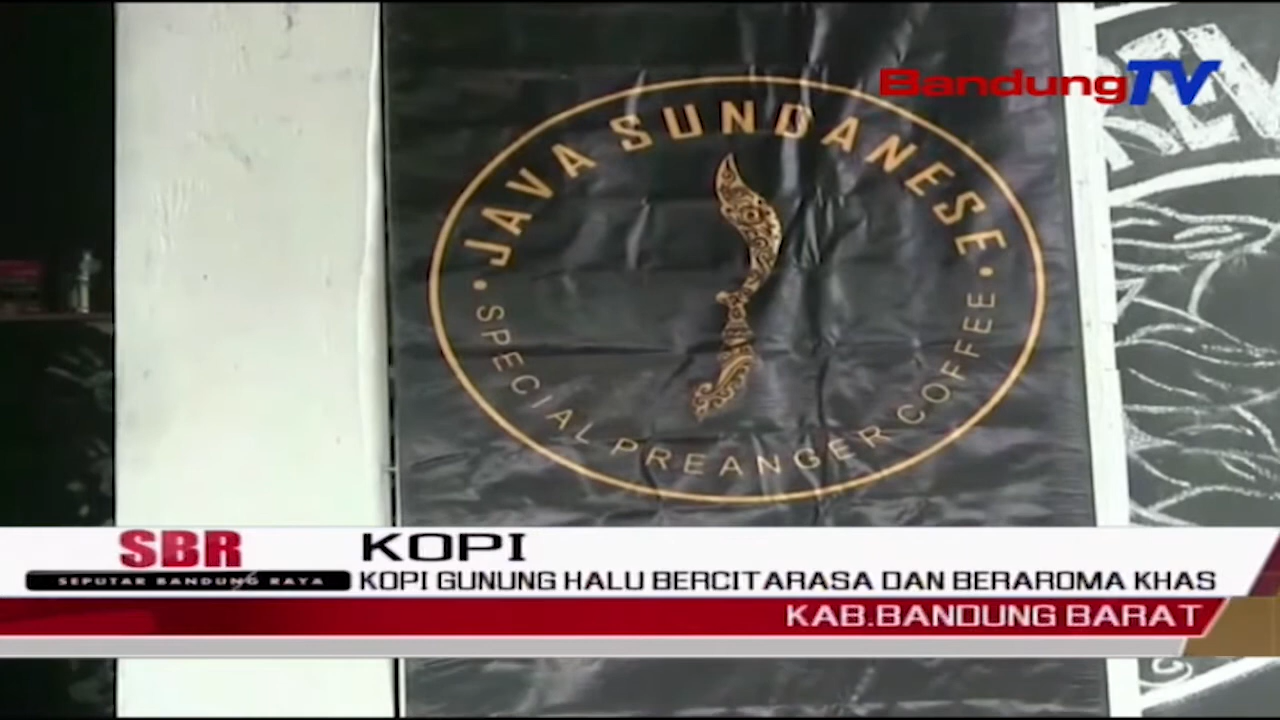 BandungTV
JAVA SUNDANESE
SPECIAL PREANGER COFFEE
SBR
SEPUTAR BANDUNG RAYA
KOPI
KOPI GUNUNG HALU BERCITARASA DAN BERAROMA KHAS
KAB.BANDUNG BARAT